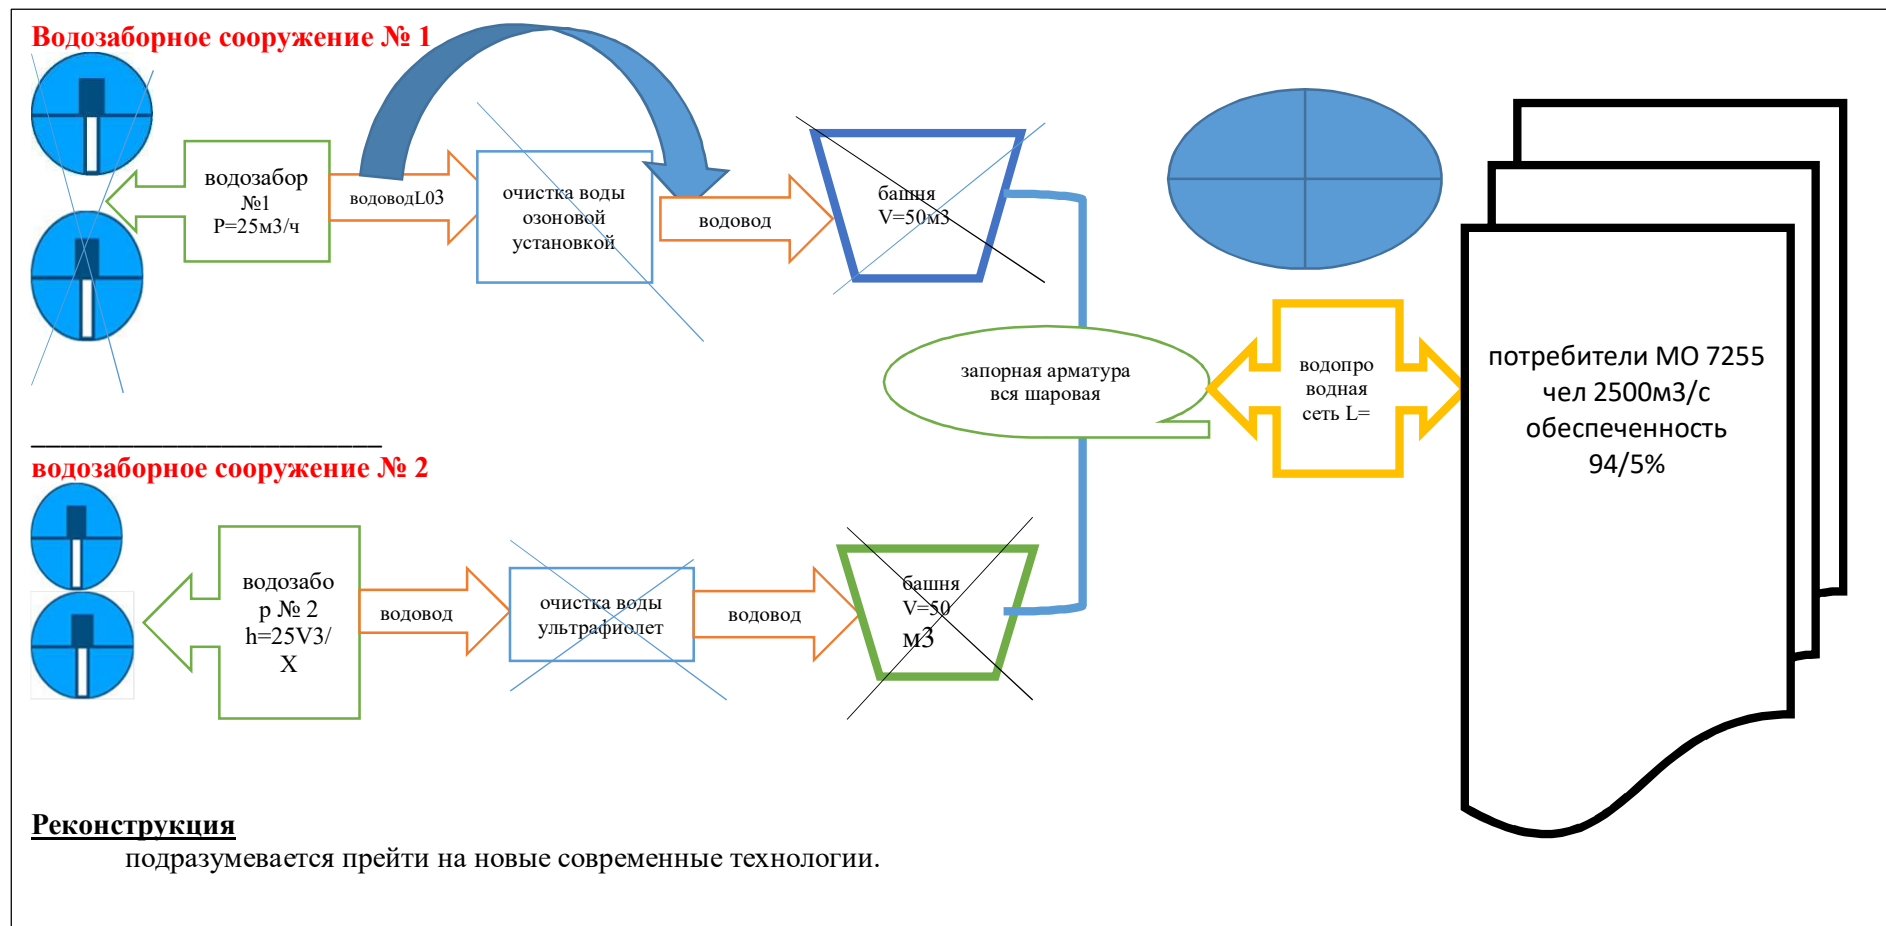 Водозаборное сооружение № 1
водозабор
№1
P=25м3/ч
водоводL03
очистка воды
озоновой
установкой
водовод
башня
V=50м3
запорная арматура
вся шаровая
водопро
водная
сеть L=
потребители МО 7255
чел 2500м3/с
обеспеченность
94/5%
водозаборное сооружение № 2
водозабо
р № 2
h=25V3/
X
водовод
очистка воды
ультрафиолет
водовод
башня
V=50
м3
Реконструкция
подразумевается прейти на новые современные технологии.